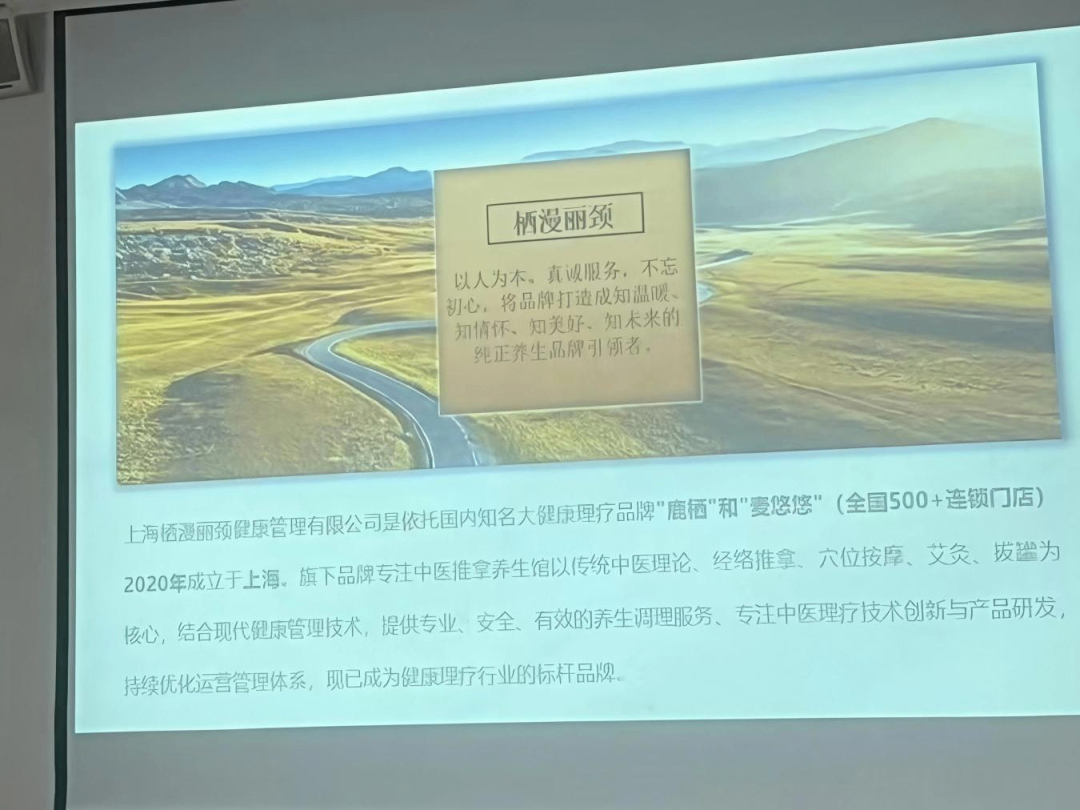 栖漫丽颈
以人为本。真诚服务，不忘
初心，将品牌打造成知温暖、
知情怀、知美好、知未来的
纯正养生品牌引领者。
上海栖漫丽颈健康管理有限公司是依托国内知名大健康理疗品牌"鹿栖"和"麦悠悠"（全国500+连锁门店）
2020年成立于上海。旗下品牌专注中医推拿养生馆以传统中医理论、经络推拿、穴位按摩、艾灸、拔罐为
核心，结合现代健康管理技术，提供专业、安全、有效的养生调理服务、专注中医理疗技术创新与产品研发，
持续优化运营管理体系，现已成为健康理疗行业的标杆品牌。